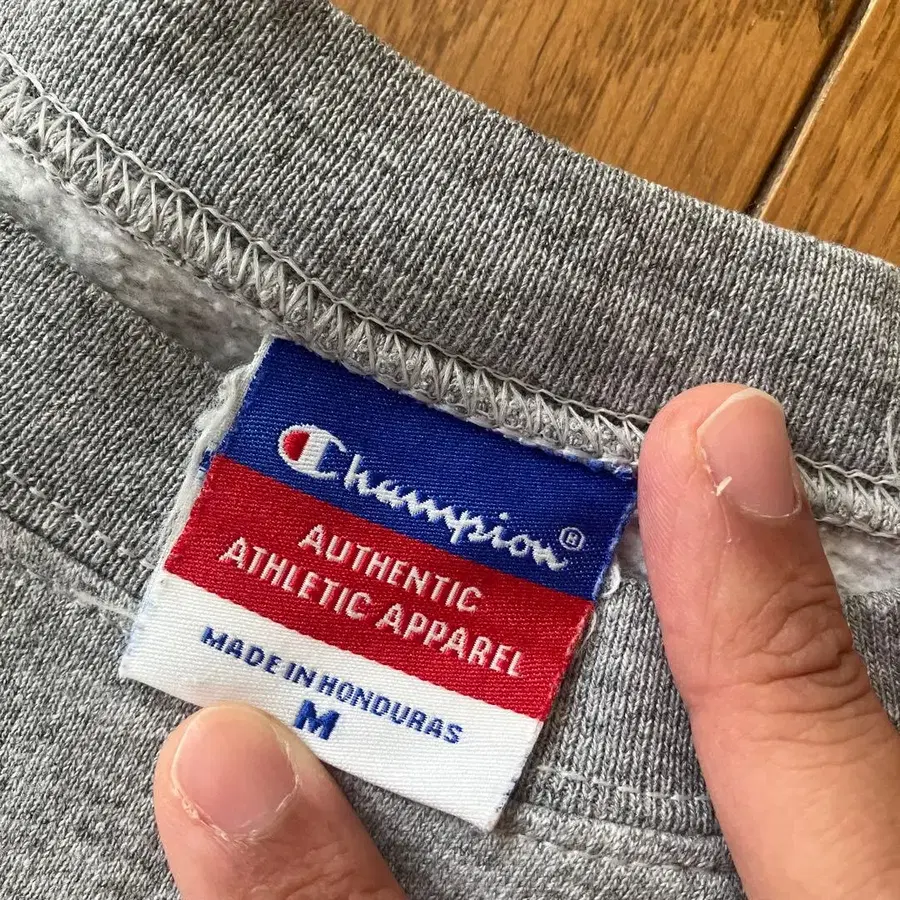 Champion®
AUTHENTIC
ATHLETIC APPAREL
MADE IN HONDURAS
M